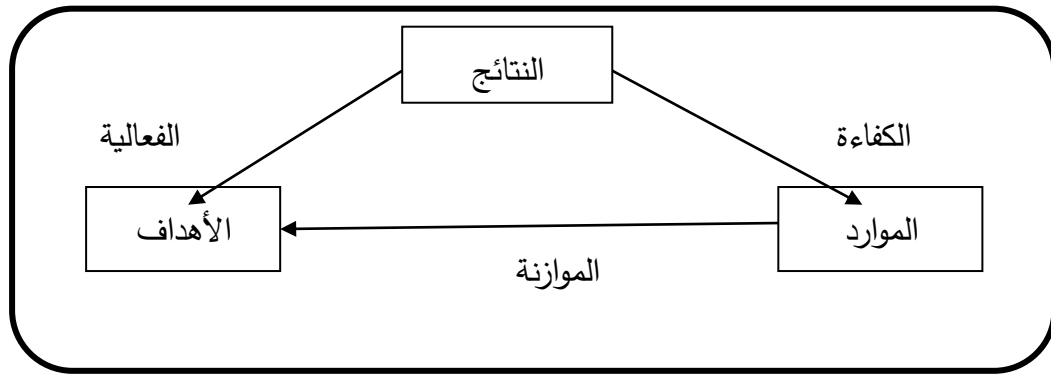 النتائج
الكفاءة
الفعالية
الموارد
الأهداف
الموازنة